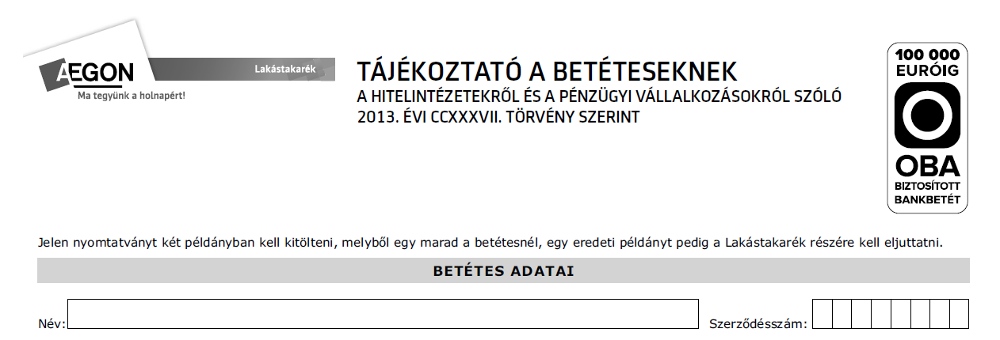 AEGON
Lakástakarék
Ma tegyünk a holnapért!
TÁJÉKOZTATÓ A BETÉTESEKNEK
A HITELINTÉZETEKRŐL ÉS A PÉNZÜGYI VÁLLALKOZÁSOKRÓL SZÓLÓ
2013. ÉVI CCXXXVII. TÖRVÉNY SZERINT
100 000
EURÓIG
OBA
BIZTOSÍTOTT
BANKBETÉT
Jelen nyomtatványt két példányban kell kitölteni, melyből egy marad a betétesnél, egy eredeti példányt pedig a Lakástakarék részére kell eljuttatni.
BETÉTES ADATAI
Név:
Szerződésszám: